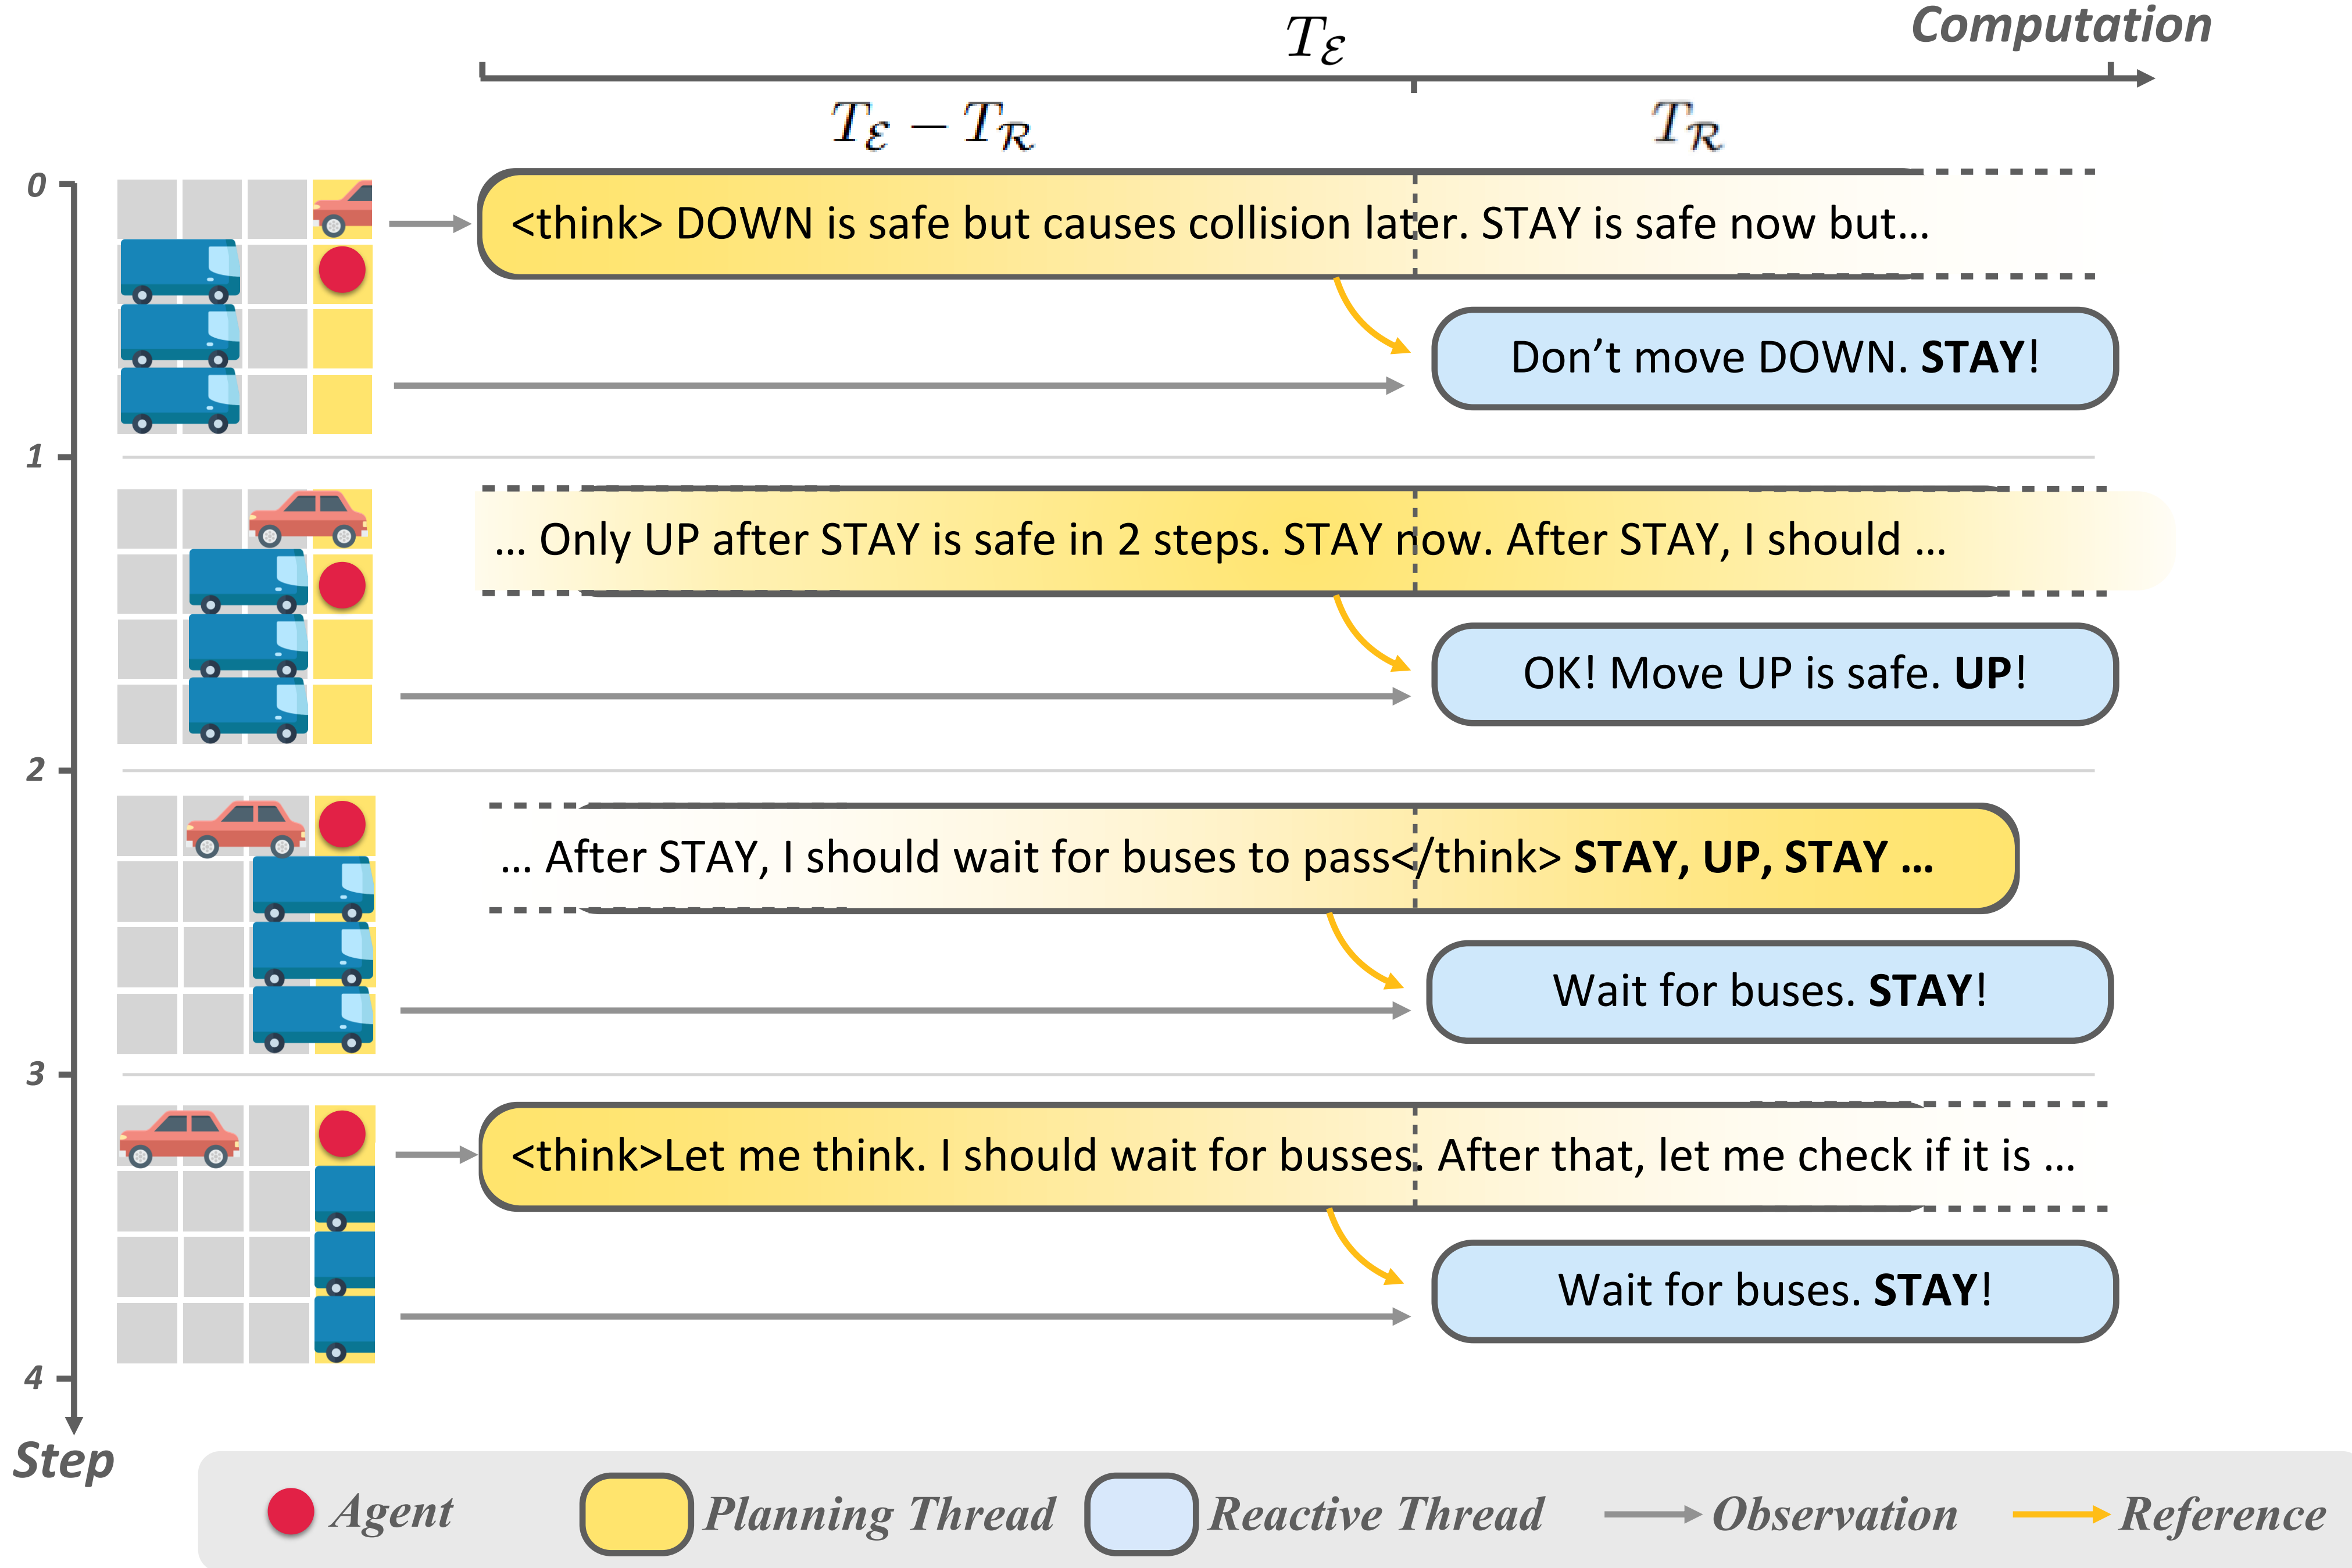 Computation
T_ℰ
T_ℰ − T_ℛ
T_ℛ
0
<think> DOWN is safe but causes collision later. STAY is safe now but...
Don’t move DOWN. STAY!
1
... Only UP after STAY is safe in 2 steps. STAY now. After STAY, I should ...
OK! Move UP is safe. UP!
2
... After STAY, I should wait for buses to pass</think> STAY, UP, STAY ...
Wait for buses. STAY!
3
<think>Let me think. I should wait for busses. After that, let me check if it is ...
Wait for buses. STAY!
4
Step
Agent
Planning Thread
Reactive Thread
Observation
Reference